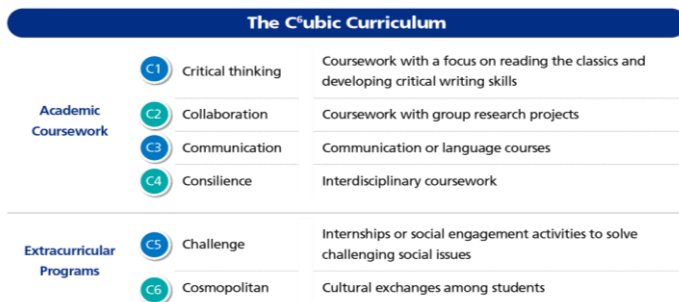 The C⁶ubic Curriculum
Academic
Coursework
C1 Critical thinking
Coursework with a focus on reading the classics and
developing critical writing skills
C2 Collaboration Coursework with group research projects
C3 Communication Communication or language courses
C4 Consilience Interdisciplinary coursework
Extracurricular
Programs
C5 Challenge
Internships or social engagement activities to solve
challenging social issues
C6 Cosmopolitan Cultural exchanges among students